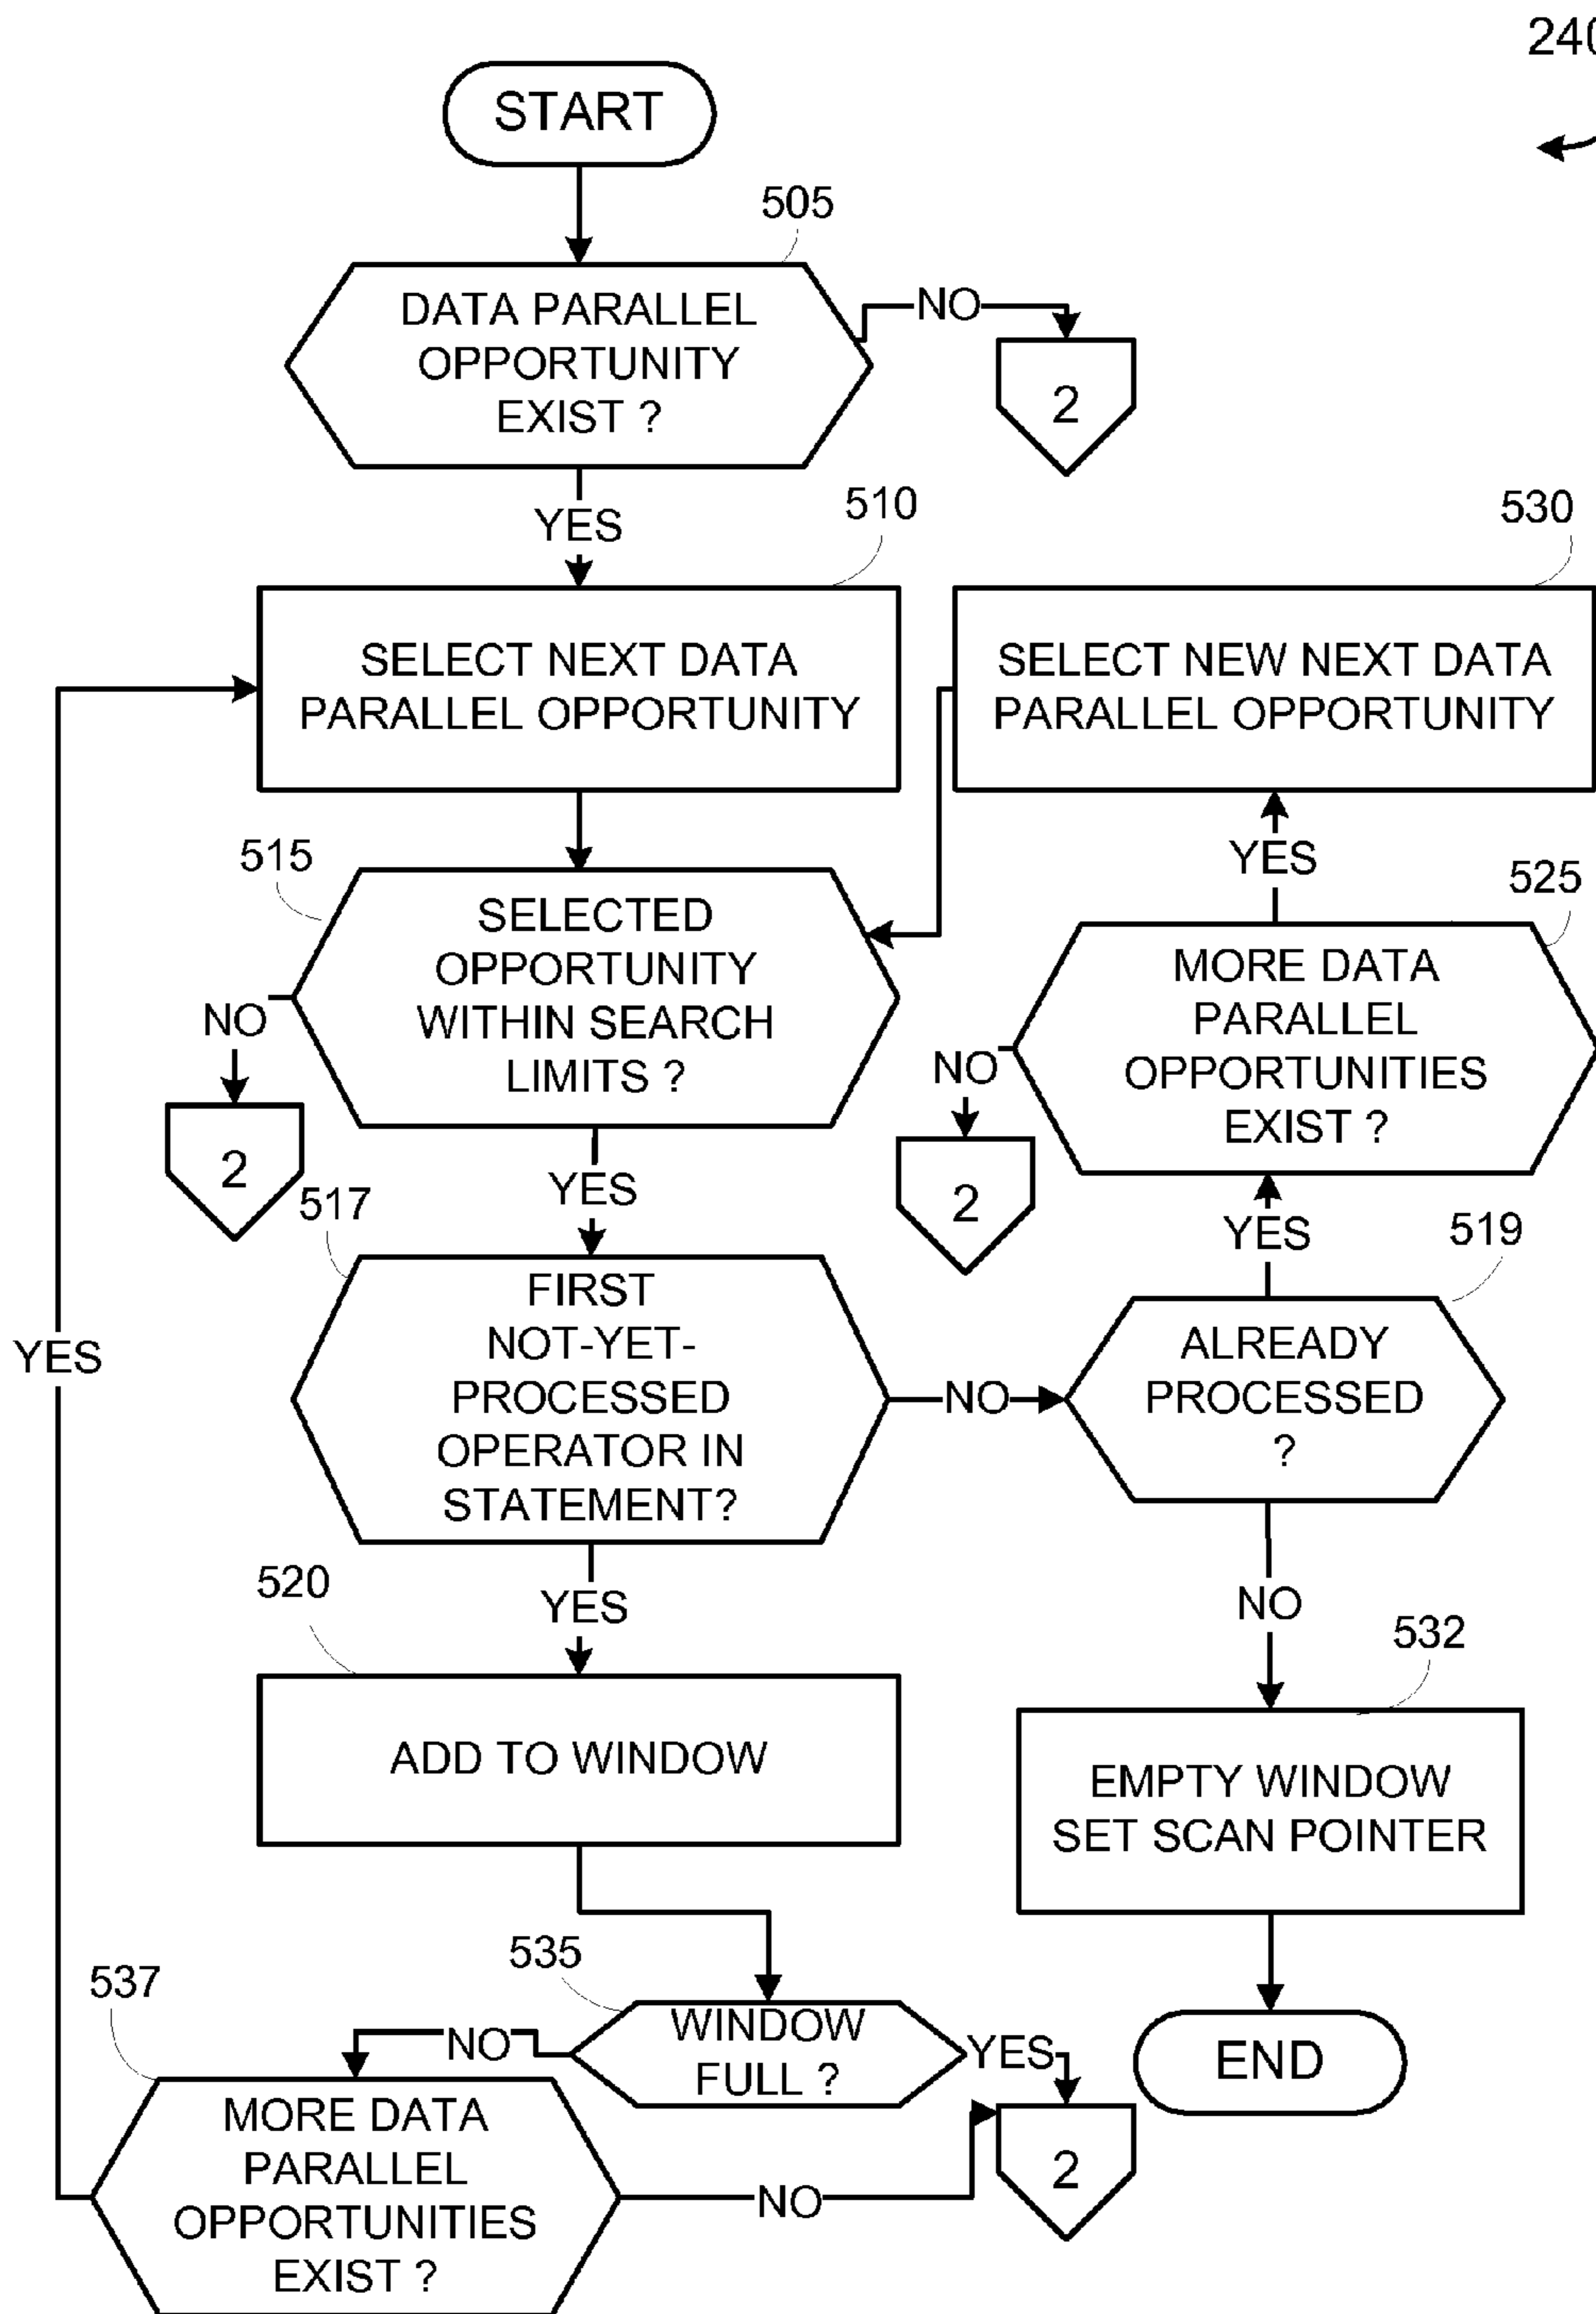 240
START
505
DATA PARALLEL
OPPORTUNITY
EXIST ?
NO
2
YES
510
530
SELECT NEXT DATA
PARALLEL OPPORTUNITY
SELECT NEW NEXT DATA
PARALLEL OPPORTUNITY
515
SELECTED
OPPORTUNITY
WITHIN SEARCH
LIMITS ?
YES
525
MORE DATA
PARALLEL
OPPORTUNITIES
EXIST ?
NO
2
NO
2
YES
517
YES
519
FIRST
NOT-YET-
PROCESSED
OPERATOR IN
STATEMENT?
NO
ALREADY
PROCESSED
?
YES
520
YES
NO
532
ADD TO WINDOW
EMPTY WINDOW
SET SCAN POINTER
535
WINDOW
FULL ?
NO
YES
END
537
MORE DATA
PARALLEL
OPPORTUNITIES
EXIST ?
NO
2